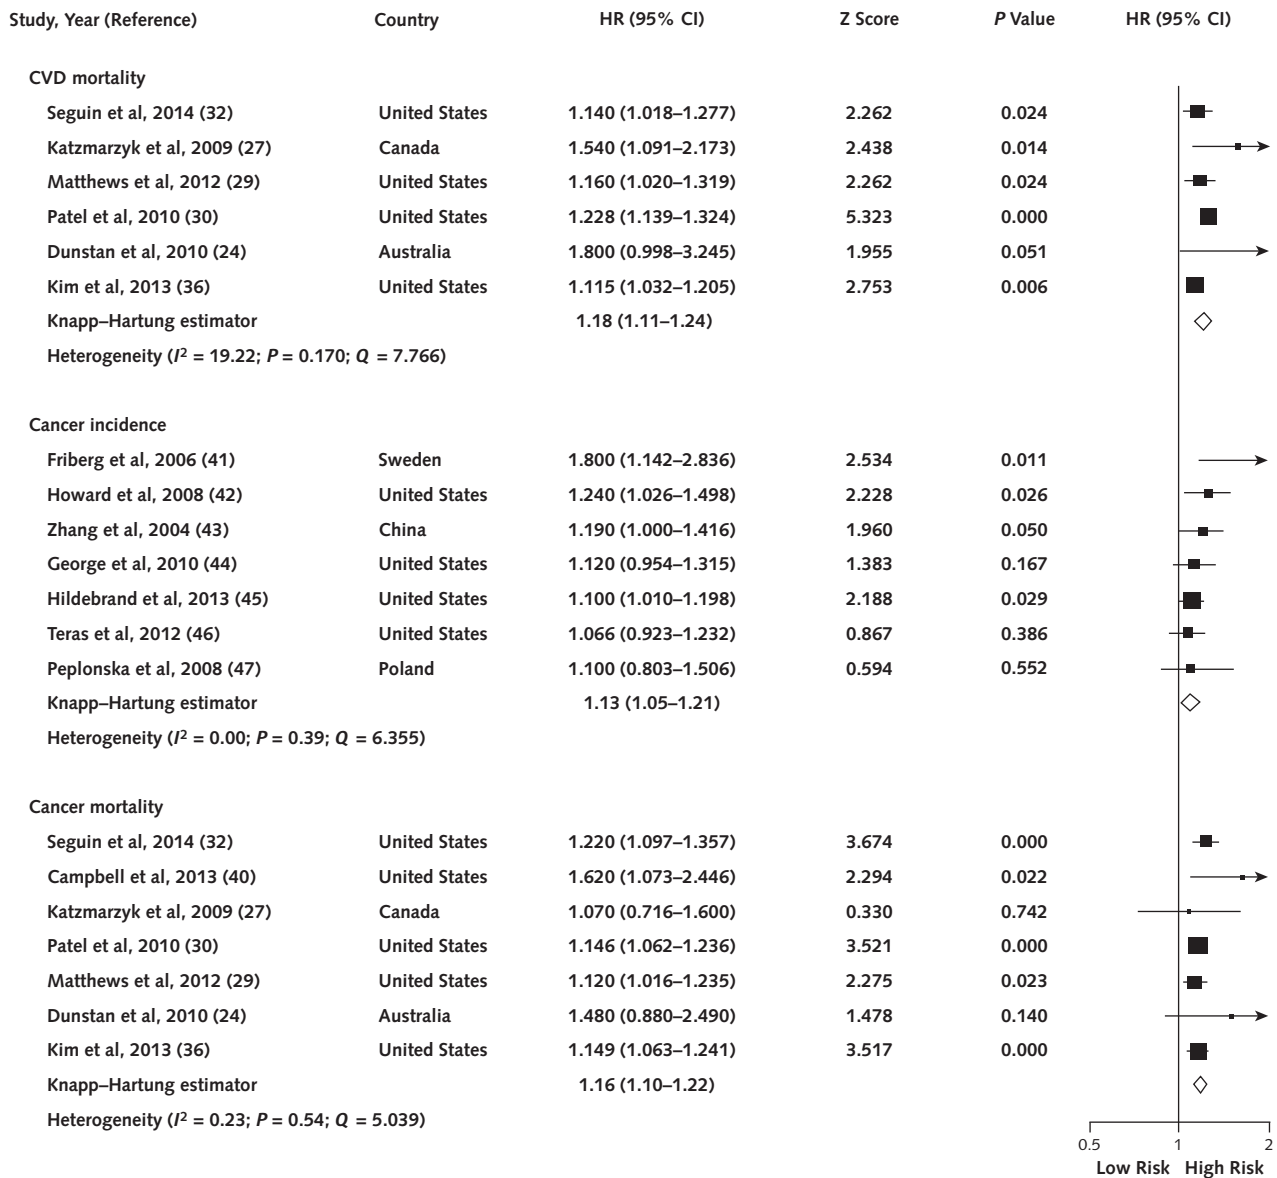 Study, Year (Reference) Country HR (95% CI) Z Score P Value HR (95% CI)
CVD mortality
Seguin et al, 2014 (32) United States 1.140 (1.018–1.277) 2.262 0.024
Katzmarzyk et al, 2009 (27) Canada 1.540 (1.091–2.173) 2.438 0.014
Matthews et al, 2012 (29) United States 1.160 (1.020–1.319) 2.262 0.024
Patel et al, 2010 (30) United States 1.228 (1.139–1.324) 5.323 0.000
Dunstan et al, 2010 (24) Australia 1.800 (0.998–3.245) 1.955 0.051
Kim et al, 2013 (36) United States 1.115 (1.032–1.205) 2.753 0.006
Knapp–Hartung estimator 1.18 (1.11–1.24)
Heterogeneity (I² = 19.22; P = 0.170; Q = 7.766)
Cancer incidence
Friberg et al, 2006 (41) Sweden 1.800 (1.142–2.836) 2.534 0.011
Howard et al, 2008 (42) United States 1.240 (1.026–1.498) 2.228 0.026
Zhang et al, 2004 (43) China 1.190 (1.000–1.416) 1.960 0.050
George et al, 2010 (44) United States 1.120 (0.954–1.315) 1.383 0.167
Hildebrand et al, 2013 (45) United States 1.100 (1.010–1.198) 2.188 0.029
Teras et al, 2012 (46) United States 1.066 (0.923–1.232) 0.867 0.386
Peplonska et al, 2008 (47) Poland 1.100 (0.803–1.506) 0.594 0.552
Knapp–Hartung estimator 1.13 (1.05–1.21)
Heterogeneity (I² = 0.00; P = 0.39; Q = 6.355)
Cancer mortality
Seguin et al, 2014 (32) United States 1.220 (1.097–1.357) 3.674 0.000
Campbell et al, 2013 (40) United States 1.620 (1.073–2.446) 2.294 0.022
Katzmarzyk et al, 2009 (27) Canada 1.070 (0.716–1.600) 0.330 0.742
Patel et al, 2010 (30) United States 1.146 (1.062–1.236) 3.521 0.000
Matthews et al, 2012 (29) United States 1.120 (1.016–1.235) 2.275 0.023
Dunstan et al, 2010 (24) Australia 1.480 (0.880–2.490) 1.478 0.140
Kim et al, 2013 (36) United States 1.149 (1.063–1.241) 3.517 0.000
Knapp–Hartung estimator 1.16 (1.10–1.22)
Heterogeneity (I² = 0.23; P = 0.54; Q = 5.039)
0.5 1 2
Low Risk High Risk